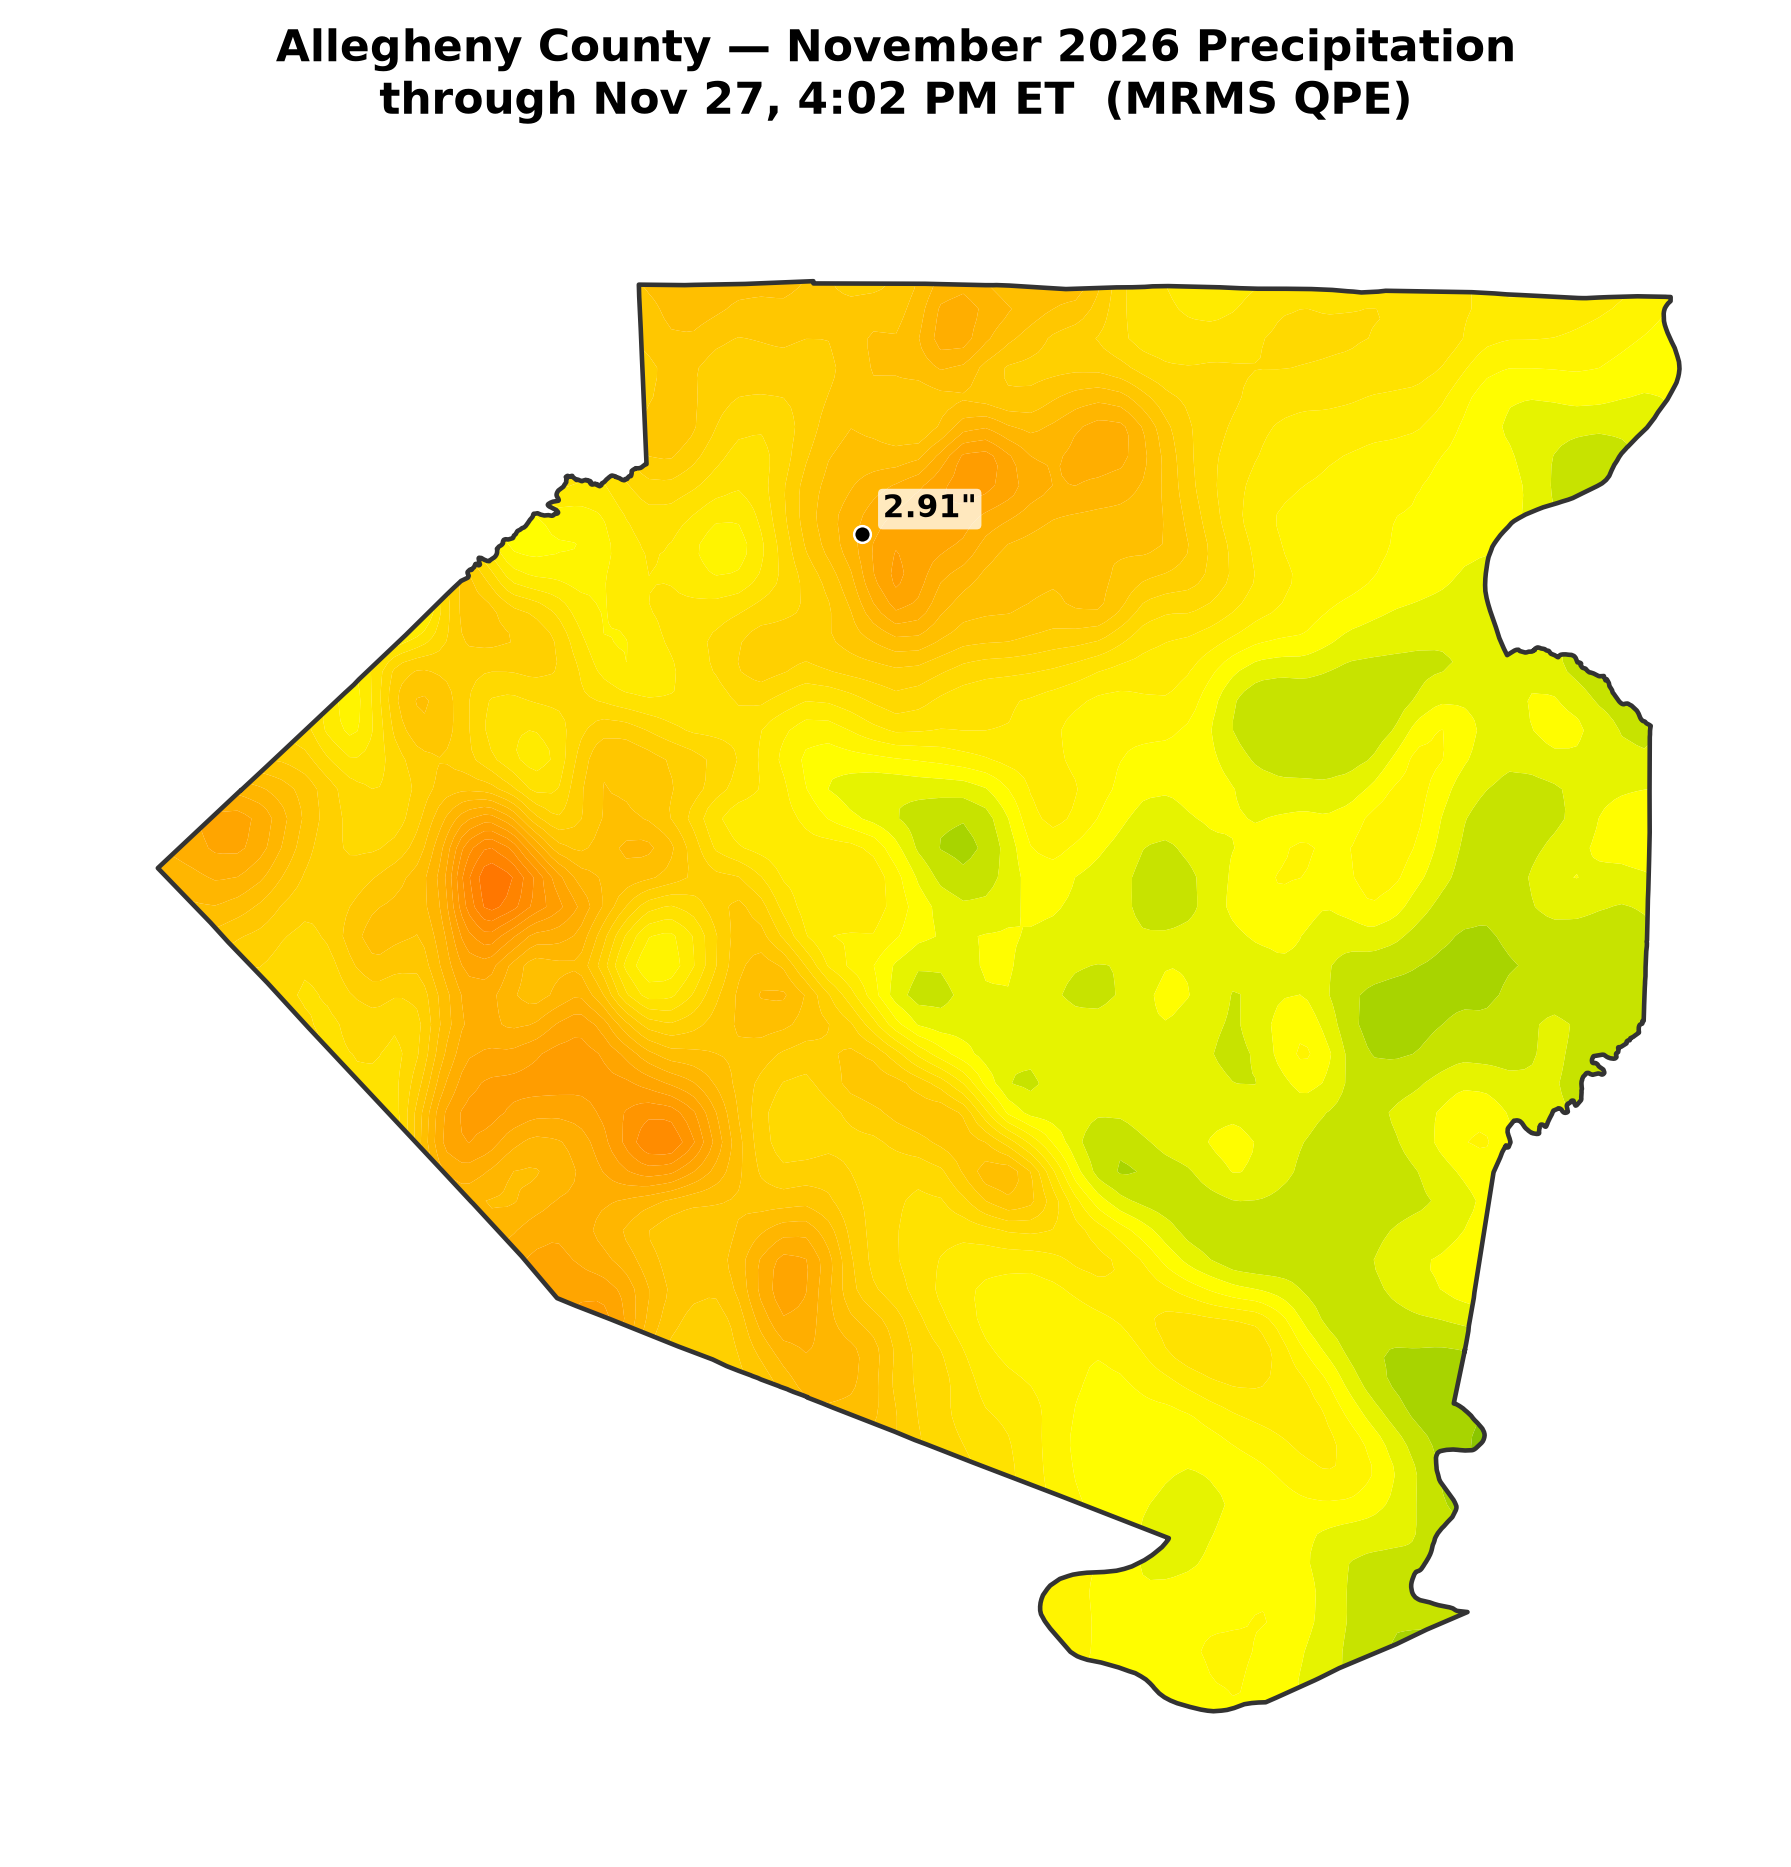 Allegheny County — November 2026 Precipitation
through Nov 27, 4:02 PM ET (MRMS QPE)
2.91"